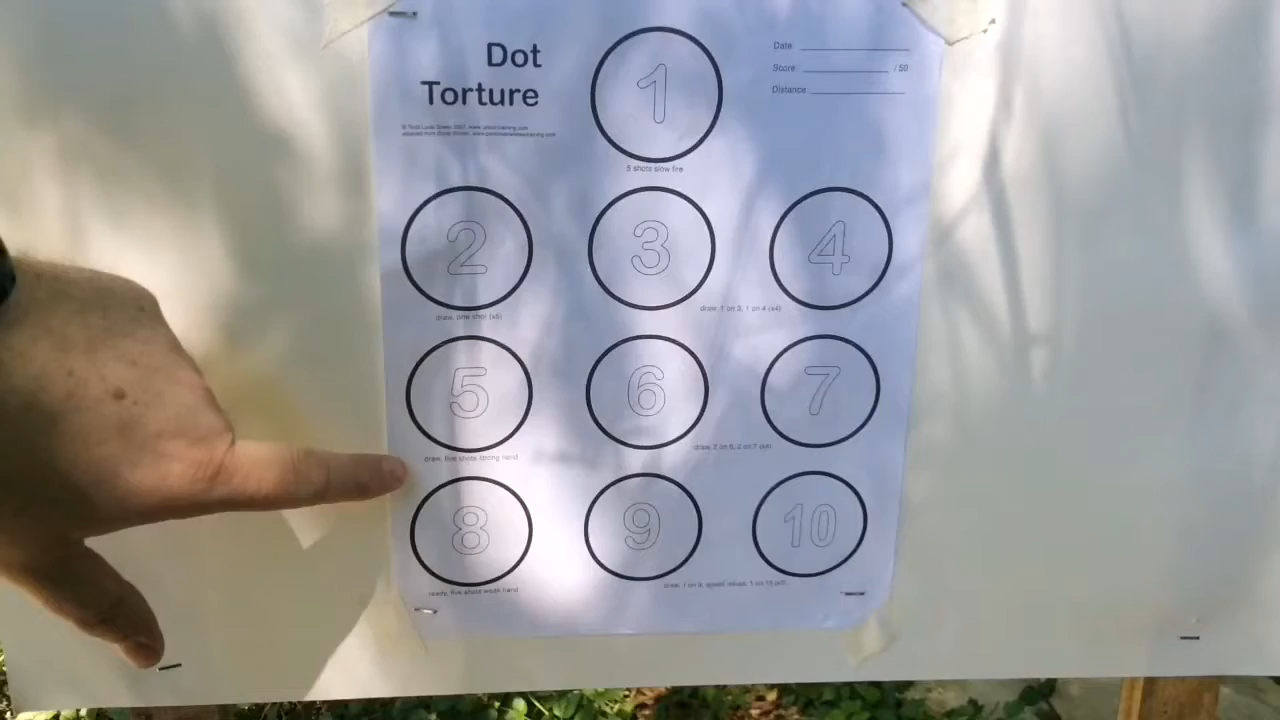 Dot
Torture
1
Date
Score / 50
Distance
5 shots slow fire
2 3 4
draw, one shot (x5)
draw, 1 on 3, 1 on 4 (x4)
5 6 7
draw, five shots strong hand
draw, 2 on 6, 2 on 7 (x4)
8 9 10
ready, five shots weak hand
draw, 1 on 9, speed reload, 1 on 10 (x3)